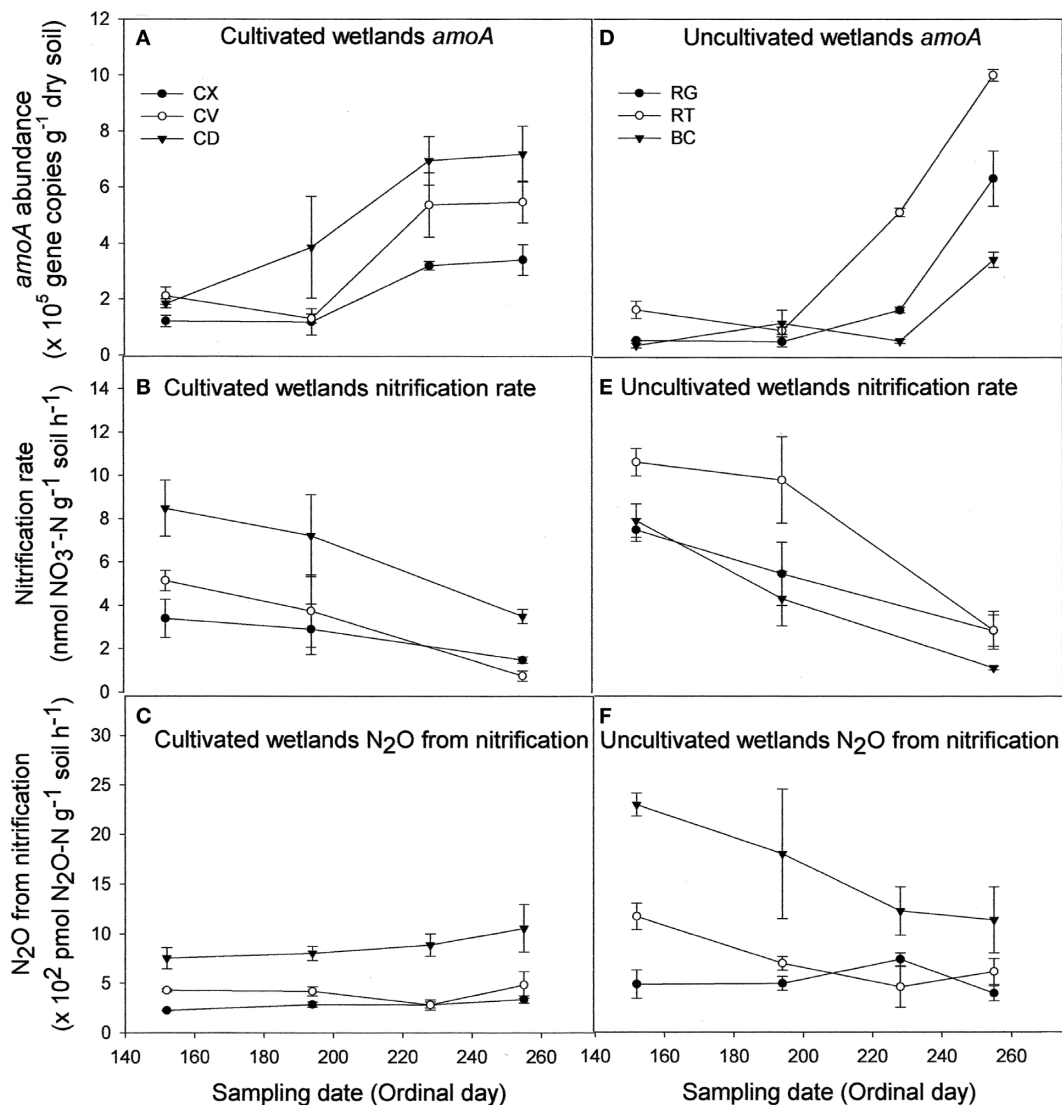 A Cultivated wetlands amoA
CX
CV
CD
12
10
8
6
4
2
0
amoA abundance
(x 10⁵ gene copies g⁻¹ dry soil)
D Uncultivated wetlands amoA
RG
RT
BC
B Cultivated wetlands nitrification rate
14
12
10
8
6
4
2
0
Nitrification rate
(nmol NO₃⁻-N g⁻¹ soil h⁻¹)
E Uncultivated wetlands nitrification rate
C
Cultivated wetlands N₂O from nitrification
30
25
20
15
10
5
0
N₂O from nitrification
(x 10² pmol N₂O-N g⁻¹ soil h⁻¹)
140 160 180 200 220 240 260
Sampling date (Ordinal day)
F
Uncultivated wetlands N₂O from nitrification
140 160 180 200 220 240 260
Sampling date (Ordinal day)